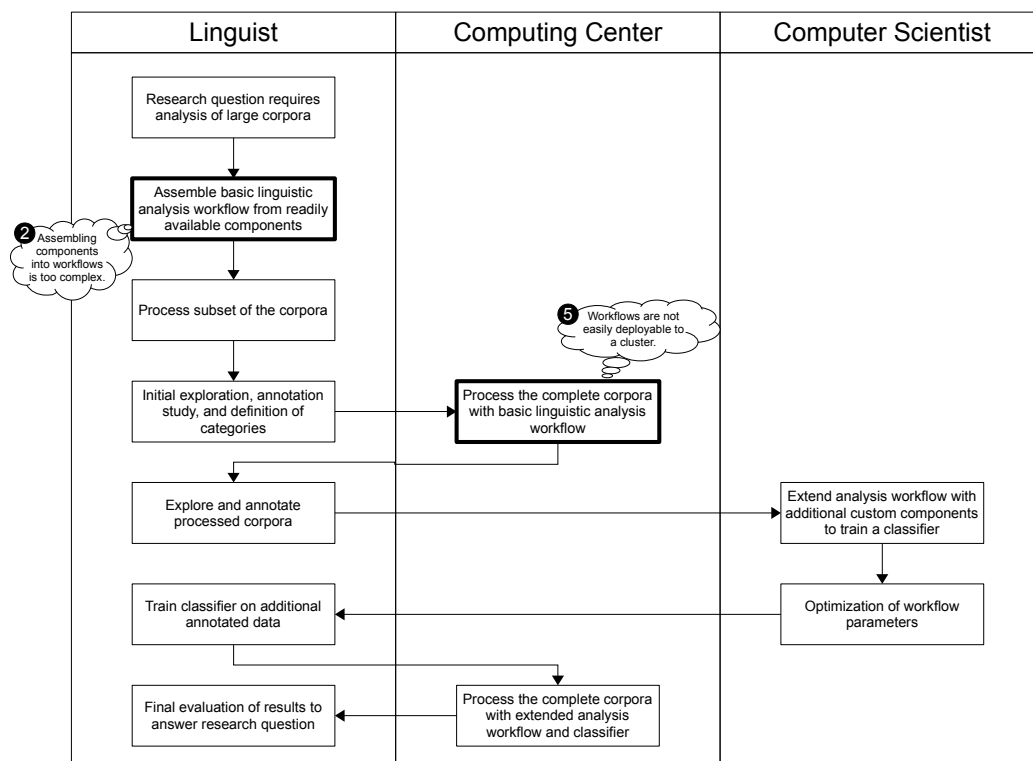 Linguist
Computing Center
Computer Scientist
Research question requires
analysis of large corpora
Assemble basic linguistic
analysis workflow from readily
available components
2
Assembling
components
into workflows
is too complex.
Process subset of the corpora
5
Workflows are not
easily deployable to
a cluster.
Initial exploration, annotation
study, and definition of
categories
Process the complete corpora
with basic linguistic analysis
workflow
Explore and annotate
processed corpora
Extend analysis workflow with
additional custom components
to train a classifier
Train classifier on additional
annotated data
Optimization of workflow
parameters
Final evaluation of results to
answer research question
Process the complete corpora
with extended analysis
workflow and classifier